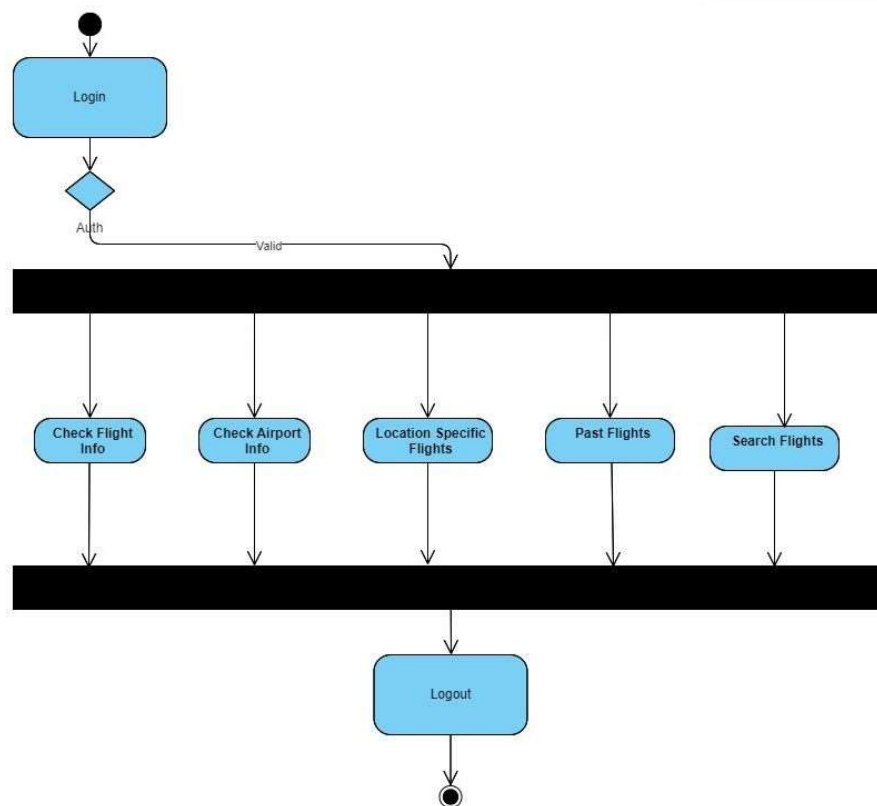 Login
Auth
Valid
Check Flight
Info
Check Airport
Info
Location Specific
Flights
Past Flights
Search Flights
Logout